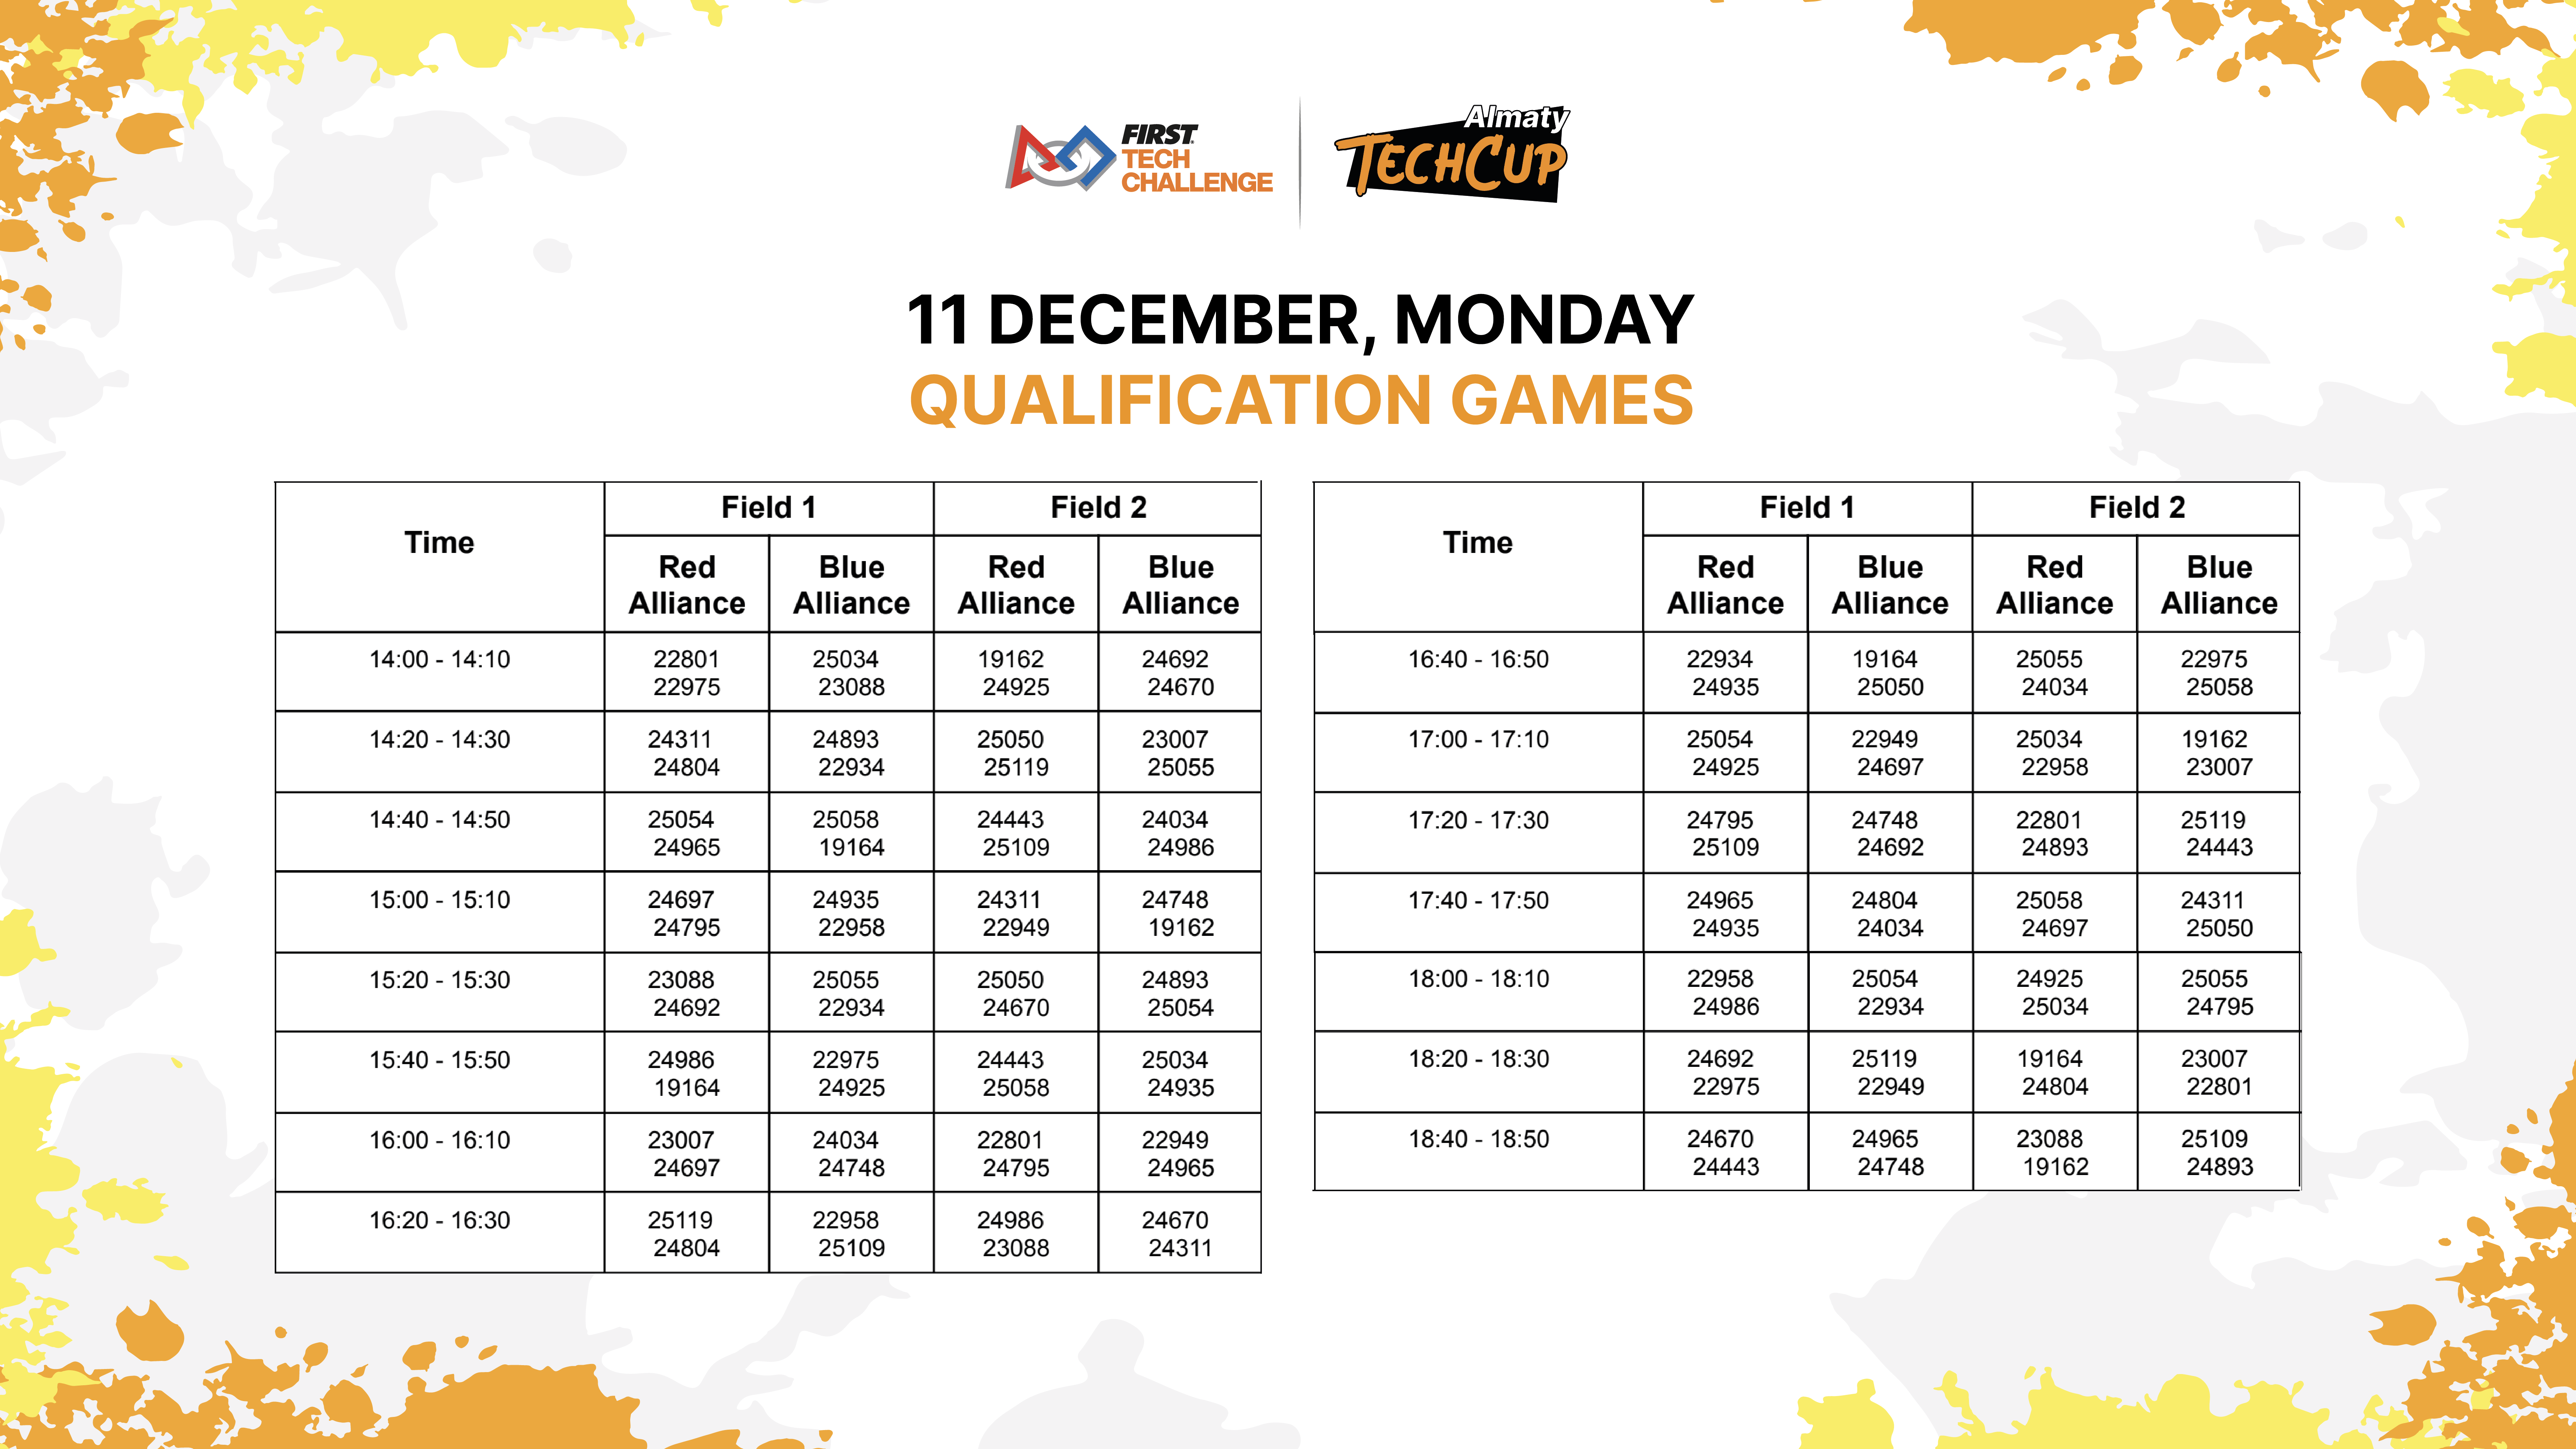 FIRST
TECH
CHALLENGE
Almaty
TECHCUP
11 DECEMBER, MONDAY
QUALIFICATION GAMES
Time Field 1 Field 2
Red Alliance Blue Alliance Red Alliance Blue Alliance
14:00 - 14:10 22801 25034 19162 24692
22975 23088 24925 24670
14:20 - 14:30 24311 24893 25050 23007
24804 22934 25119 25055
14:40 - 14:50 25054 25058 24443 24034
24965 19164 25109 24986
15:00 - 15:10 24697 24935 24311 24748
24795 22958 22949 19162
15:20 - 15:30 23088 25055 25050 24893
24692 22934 24670 25054
15:40 - 15:50 24986 22975 24443 25034
19164 24925 25058 24935
16:00 - 16:10 23007 24034 22801 22949
24697 24748 24795 24965
16:20 - 16:30 25119 22958 24986 24670
24804 25109 23088 24311
Time Field 1 Field 2
Red Alliance Blue Alliance Red Alliance Blue Alliance
16:40 - 16:50 22934 19164 25055 22975
24935 25050 24034 25058
17:00 - 17:10 25054 22949 25034 19162
24925 24697 22958 23007
17:20 - 17:30 24795 24748 22801 25119
25109 24692 24893 24443
17:40 - 17:50 24965 24804 25058 24311
24935 24034 24697 25050
18:00 - 18:10 22958 25054 24925 25055
24986 22934 25034 24795
18:20 - 18:30 24692 25119 19164 23007
22975 22949 24804 22801
18:40 - 18:50 24670 24965 23088 25109
24443 24748 19162 24893